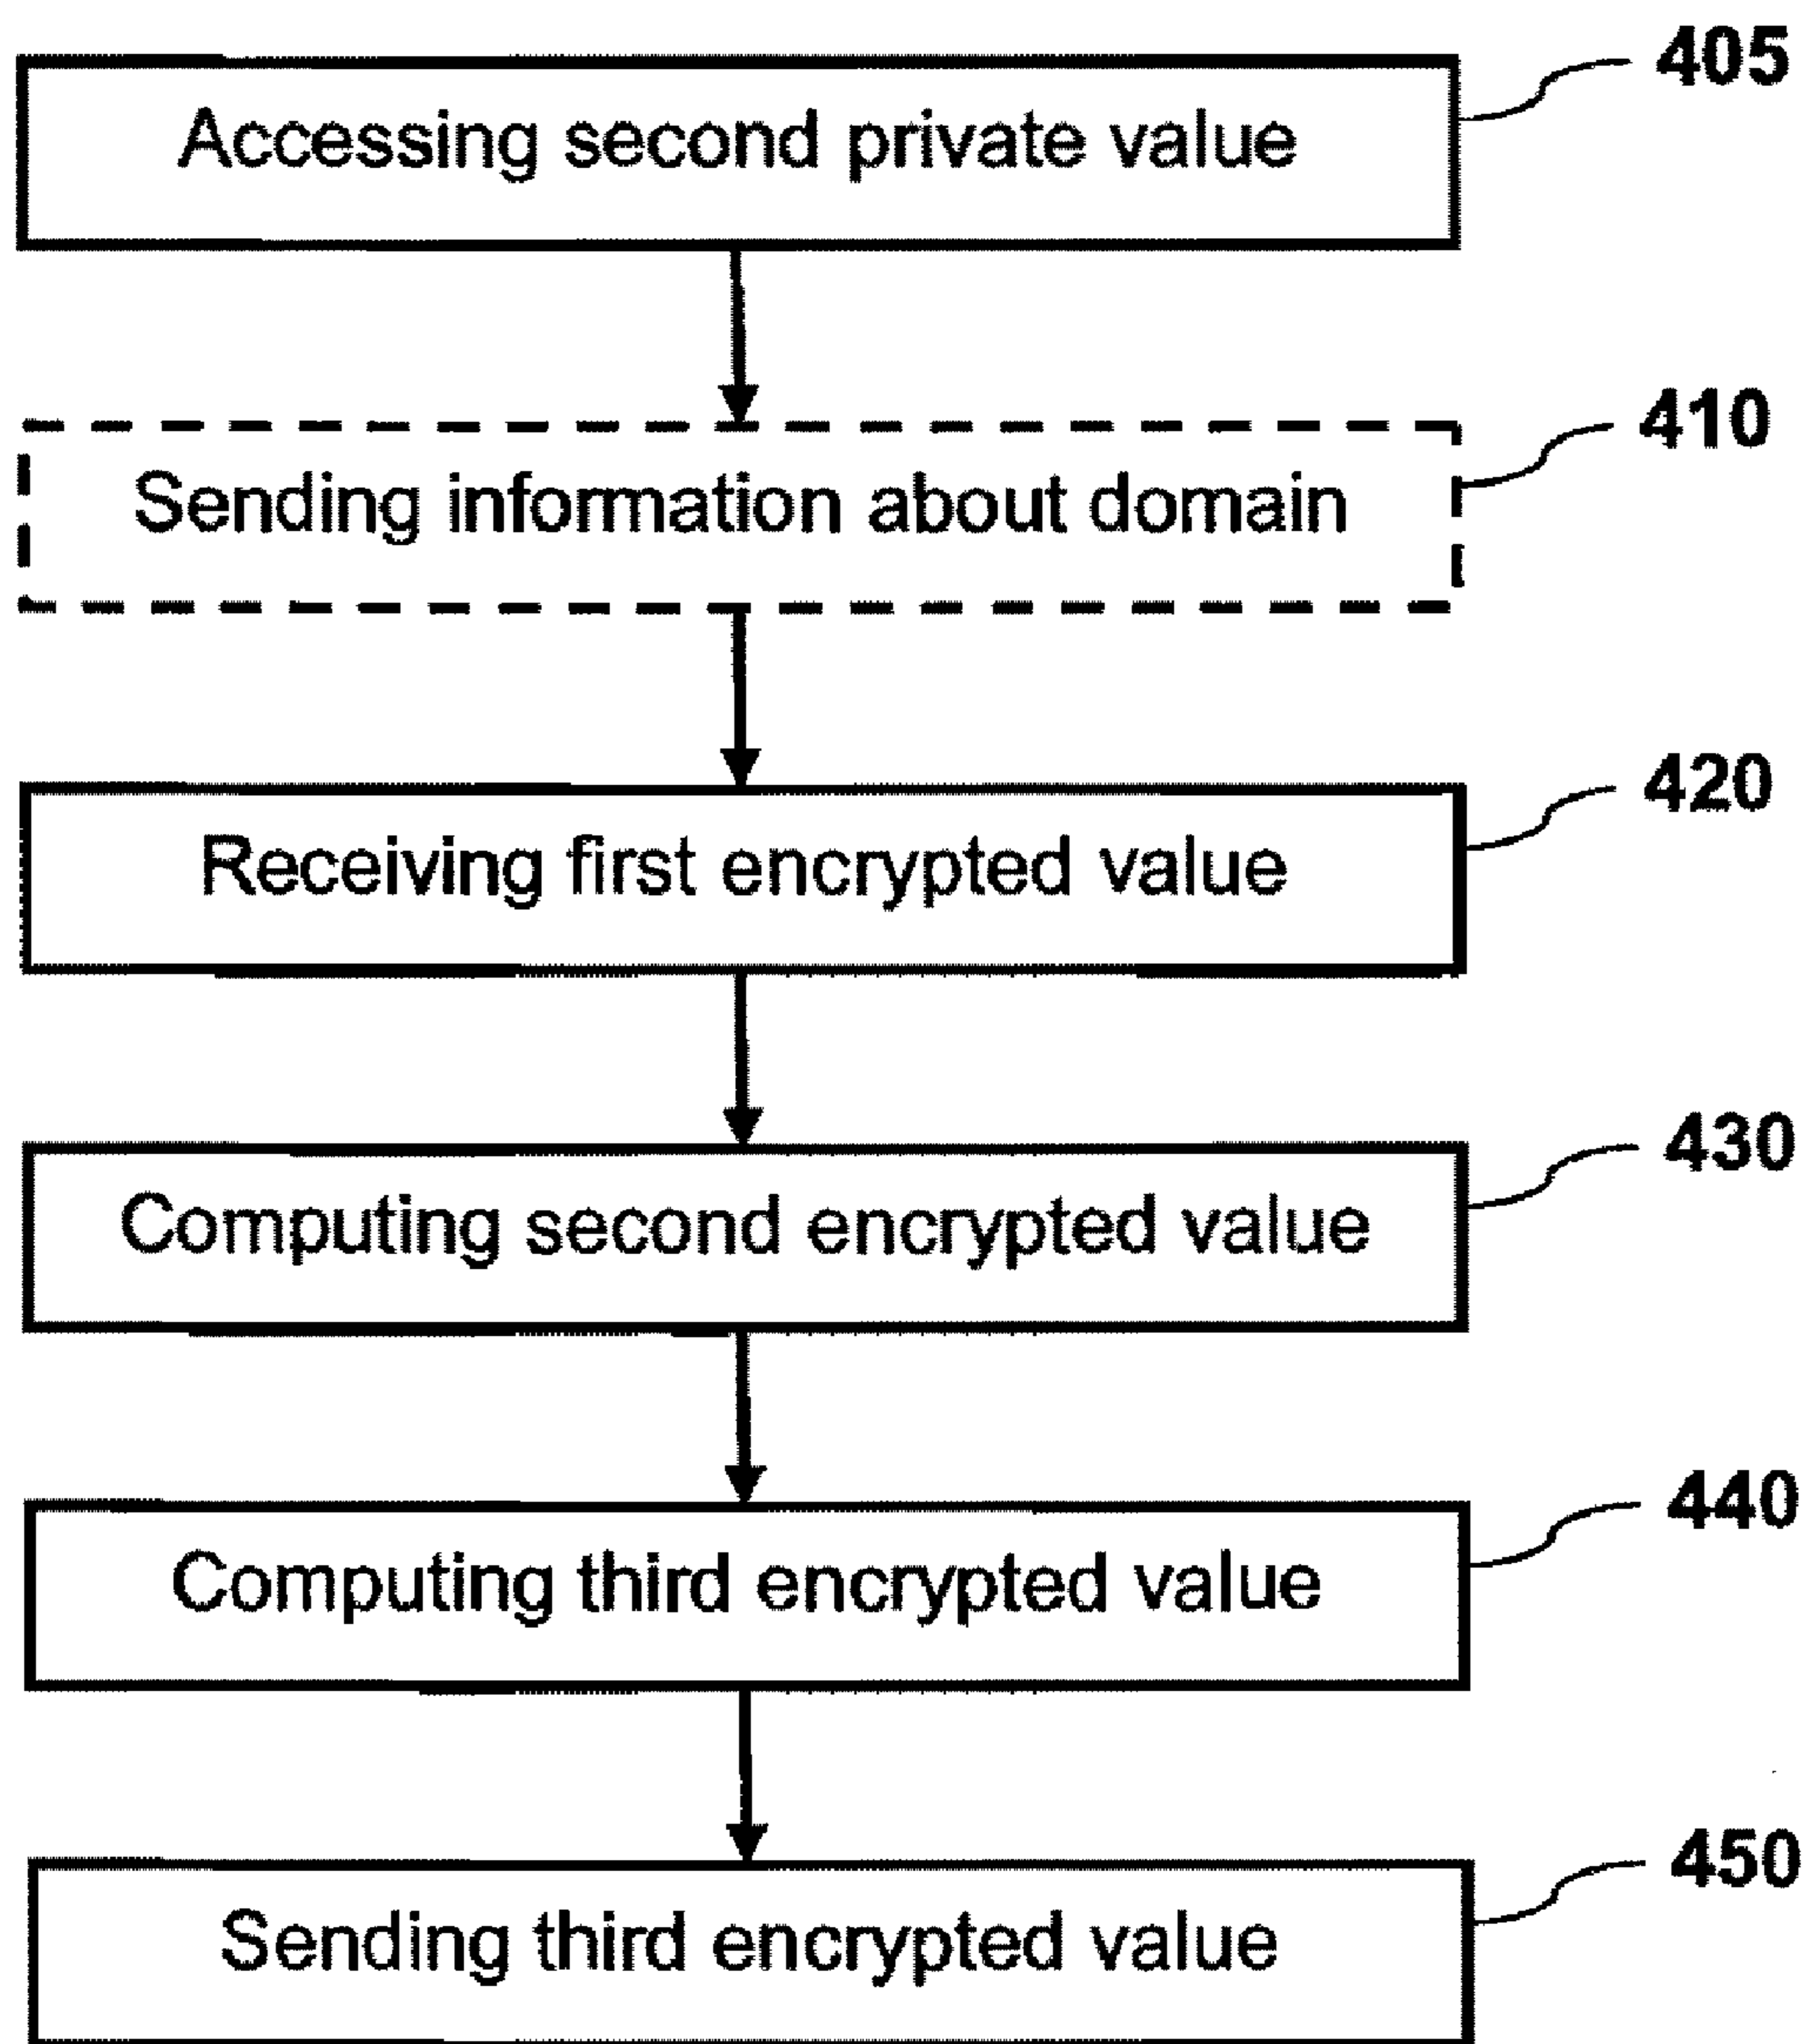 405
Accessing second private value
410
Sending information about domain
420
Receiving first encrypted value
430
Computing second encrypted value
440
Computing third encrypted value
450
Sending third encrypted value